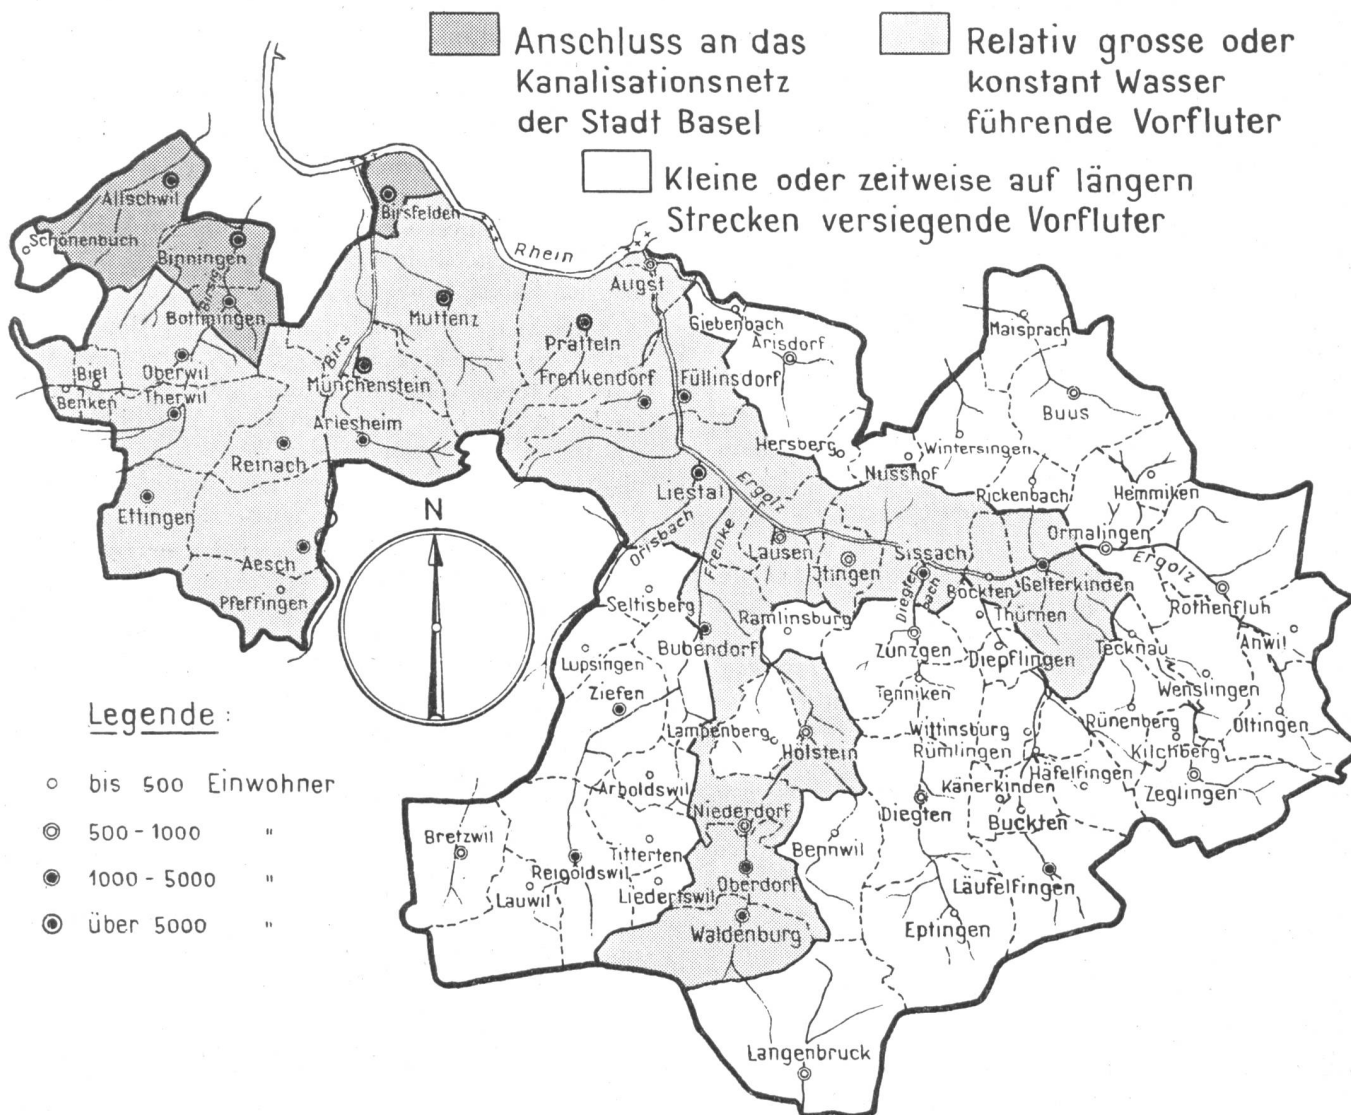 Anschluss an das
Kanalisationsnetz
der Stadt Basel
Relativ grosse oder
konstant Wasser
führende Vorfluter
Kleine oder zeitweise auf längern
Strecken versiegende Vorfluter
Allschwil
Schönenbuch
Binningen
Birsig
Bottmingen
Birsfelden
Rhein
Augst
Giebenbach
Arisdorf
Maisprach
Muttenz
Pratteln
Birs
Münchenstein
Frenkendorf
Füllinsdorf
Biel
Benken
Oberwil
Therwil
Arlesheim
Reinach
Buus
Hersberg
Nusshof
Wintersingen
Rickenbach
Hemmiken
Liestal
Ergolz
Ettingen
Aesch
Pfeffingen
N
Orisbach
Frenke
Lausen
Itingen
Sissach
Böckten
Gelterkinden
Ormalingen
Ergolz
Rothenfluh
Anwil
Seltisberg
Ramlinsburg
Diegter
bach
Thürnen
Bubendorf
Zunzgen
Diepflingen
Tecknau
Lupsingen
Ziefen
Tenniken
Wenslingen
Lampenberg
Hölstein
Wittinsburg
Rümlingen
Rünenberg
Kilchberg
Oltingen
Häfelfingen
Känerkinden
Zeglingen
Arboldswil
Niederdorf
Diegten
Buckten
Bretzwil
Titterten
Bennwil
Reigoldswil
Lauwil
Liedertswil
Oberdorf
Läufelfingen
Waldenburg
Eptingen
Langenbruck
Legende :
bis 500 Einwohner
500 - 1000 "
1000 - 5000 "
über 5000 "